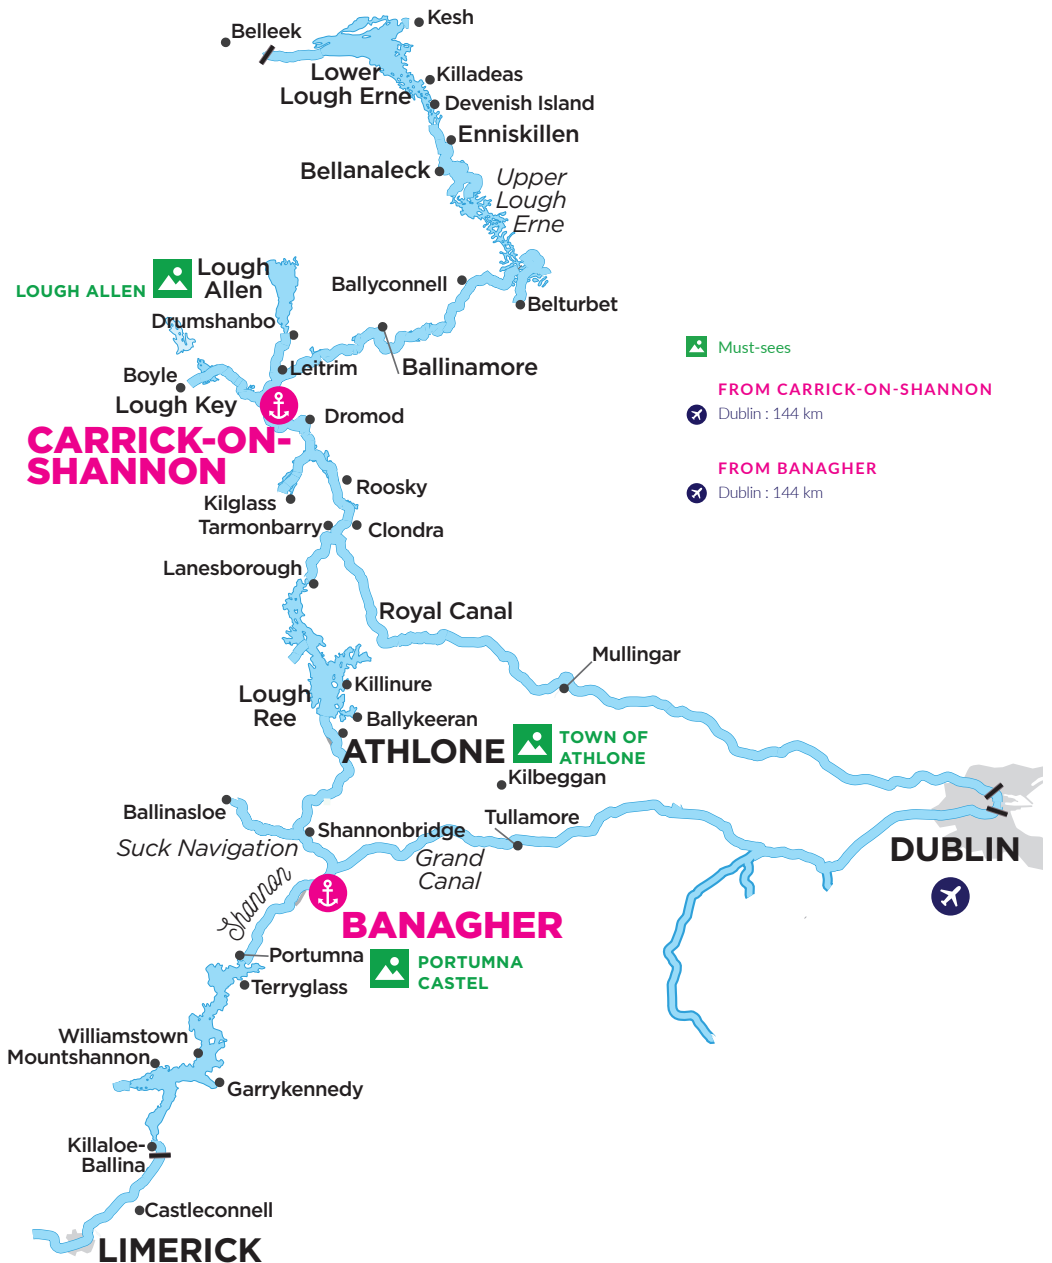 Kesh
Belleek
Lower
Lough Erne
Killadeas
Devenish Island
Enniskillen
Bellanaleck
Upper
Lough
Erne
LOUGH ALLEN
Lough
Allen
Ballyconnell
Belturbet
Drumshanbo
Leitrim
Ballinamore
Boyle
Lough Key
Dromod
CARRICK-ON-
SHANNON
Must-sees
FROM CARRICK-ON-SHANNON
Dublin : 144 km
FROM BANAGHER
Dublin : 144 km
Roosky
Kilglass
Tarmonbarry
Clondra
Lanesborough
Royal Canal
Mullingar
Killinure
Lough
Ree
Ballykeeran
ATHLONE
TOWN OF
ATHLONE
Kilbeggan
Ballinasloe
Shannonbridge
Tullamore
Suck Navigation
Grand
Canal
DUBLIN
Shannon
BANAGHER
Portumna
PORTUMNA
CASTEL
Terryglass
Williamstown
Mountshannon
Garrykennedy
Killaloe-
Ballina
Castleconnell
LIMERICK